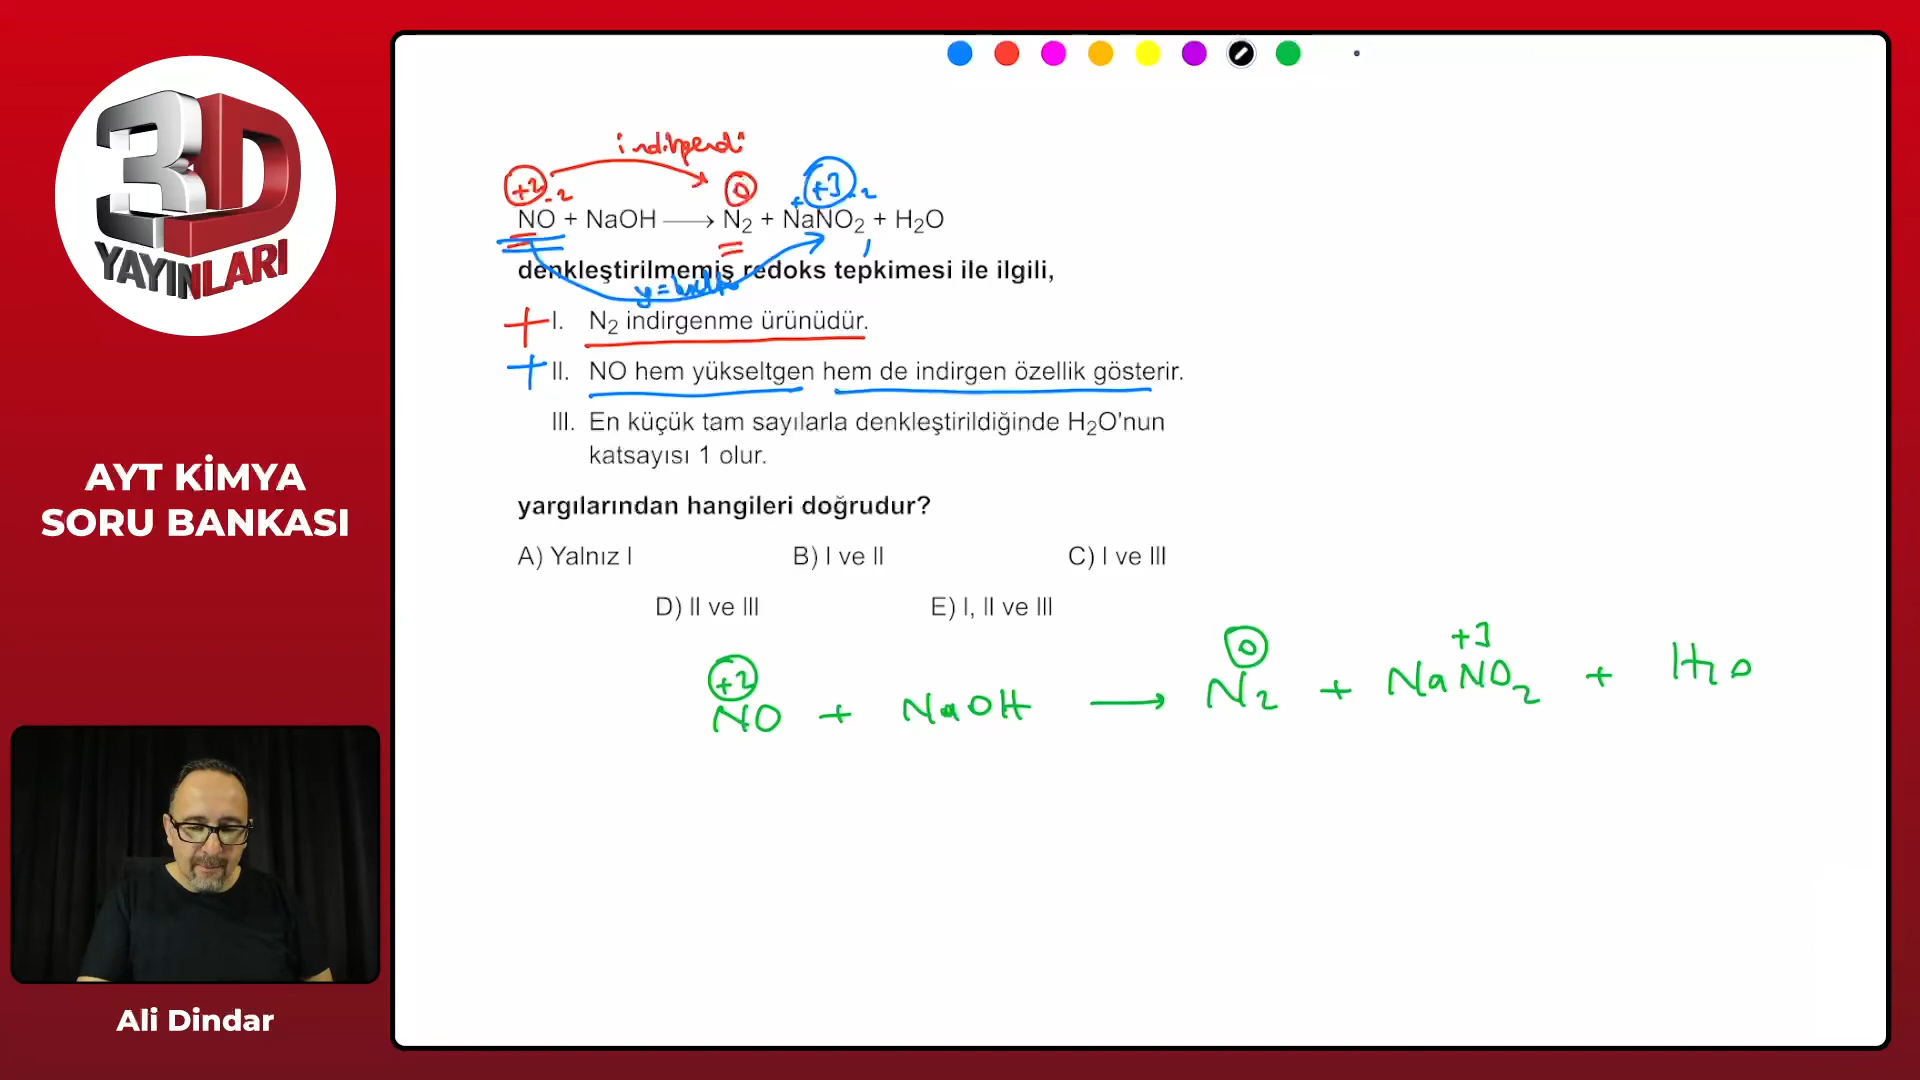 3D
YAYINLARI
AYT KİMYA
SORU BANKASI
Ali Dindar
indirgendi
+2 -2 0 + +3 -2
NO + NaOH ⟶ N₂ + NaNO₂ + H₂O
denkleştirilmemiş redoks tepkimesi ile ilgili,
+ I. N₂ indirgenme ürünüdür.
+ II. NO hem yükseltgen hem de indirgen özellik gösterir.
III. En küçük tam sayılarla denkleştirildiğinde H₂O'nun
katsayısı 1 olur.
yargılarından hangileri doğrudur?
A) Yalnız I B) I ve II C) I ve III
D) II ve III E) I, II ve III
+2 0 +3
NO + NaOH ⟶ N₂ + NaNO₂ + H₂O